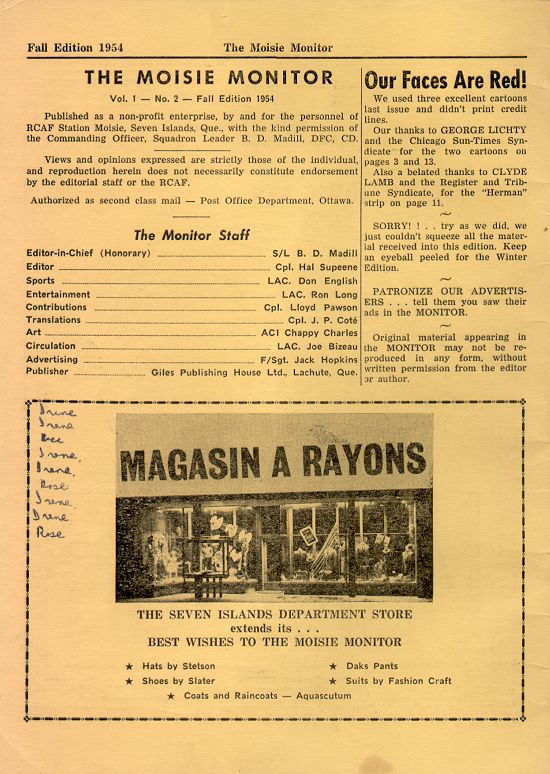 Fall Edition 1954 The Moisie Monitor
THE MOISIE MONITOR
Vol. 1 — No. 2 — Fall Edition 1954
Published as a non-profit enterprise, by and for the personnel of
RCAF Station Moisie, Seven Islands, Que., with the kind permission of
the Commanding Officer, Squadron Leader B. D. Madill, DFC, CD.
Views and opinions expressed are strictly those of the individual,
and reproduction herein does not necessarily constitute endorsement
by the editorial staff or the RCAF.
Authorized as second class mail — Post Office Department, Ottawa.
The Monitor Staff
Editor-in-Chief (Honorary) S/L B. D. Madill
Editor Cpl. Hal Supeene
Sports LAC. Don English
Entertainment LAC. Ron Long
Contributions Cpl. Lloyd Pawson
Translations Cpl. J. P. Coté
Art AC1 Chappy Charles
Circulation LAC. Joe Bizeau
Advertising F/Sgt. Jack Hopkins
Publisher Giles Publishing House Ltd., Lachute, Que.
Our Faces Are Red!
We used three excellent cartoons
last issue and didn't print credit
lines.
Our thanks to GEORGE LICHTY
and the Chicago Sun-Times Syn-
dicate for the two cartoons on
pages 3 and 13.
Also a belated thanks to CLYDE
LAMB and the Register and Trib-
une Syndicate, for the "Herman"
strip on page 11.
SORRY! ! . . try as we did, we
just couldn't squeeze all the mater-
ial received into this edition. Keep
an eyeball peeled for the Winter
Edition.
PATRONIZE OUR ADVERTIS-
ERS . . . tell them you saw their
ads in the MONITOR.
Original material appearing in
the MONITOR may not be re-
produced in any form, without
written permission from the editor
or author.
Irene
Irene
Irene,
Irene,
Rose
Irene,
Irene
Rose
MAGASIN A RAYONS
THE SEVEN ISLANDS DEPARTMENT STORE
extends its . . .
BEST WISHES TO THE MOISIE MONITOR
★ Hats by Stetson ★ Daks Pants
★ Shoes by Slater ★ Suits by Fashion Craft
★ Coats and Raincoats — Aquascutum